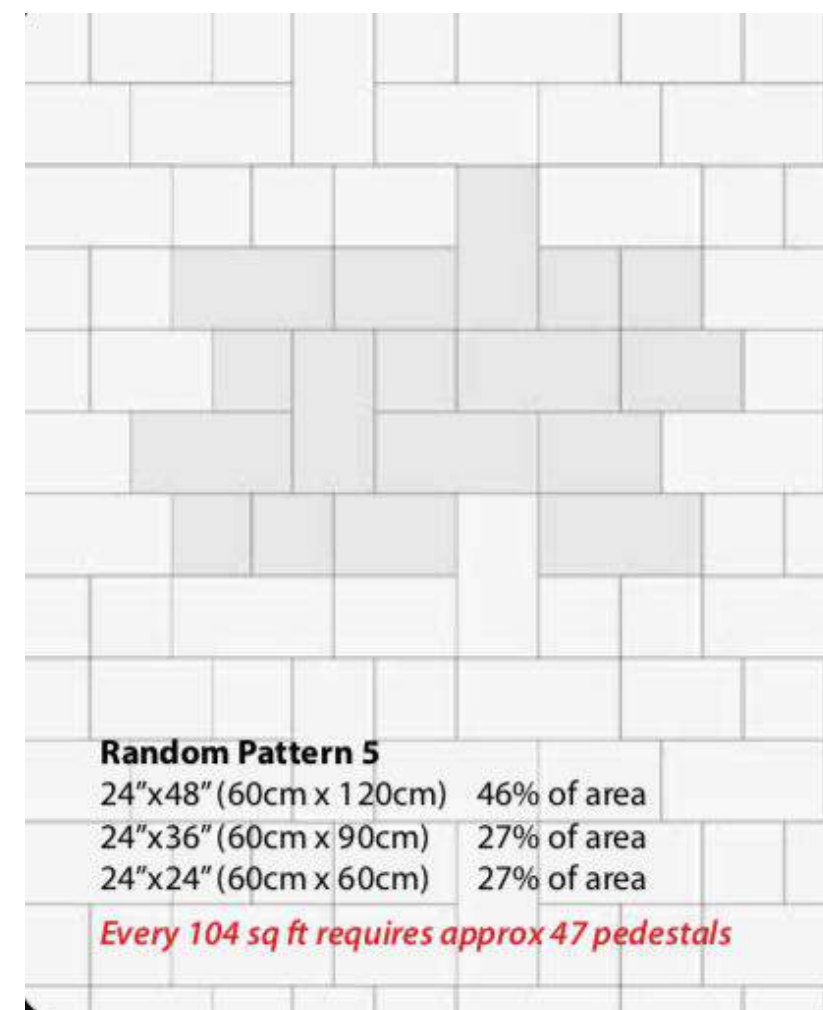 Random Pattern 5
24"x48" (60cm x 120cm) 46% of area
24"x36" (60cm x 90cm) 27% of area
24"x24" (60cm x 60cm) 27% of area
Every 104 sq ft requires approx 47 pedestals